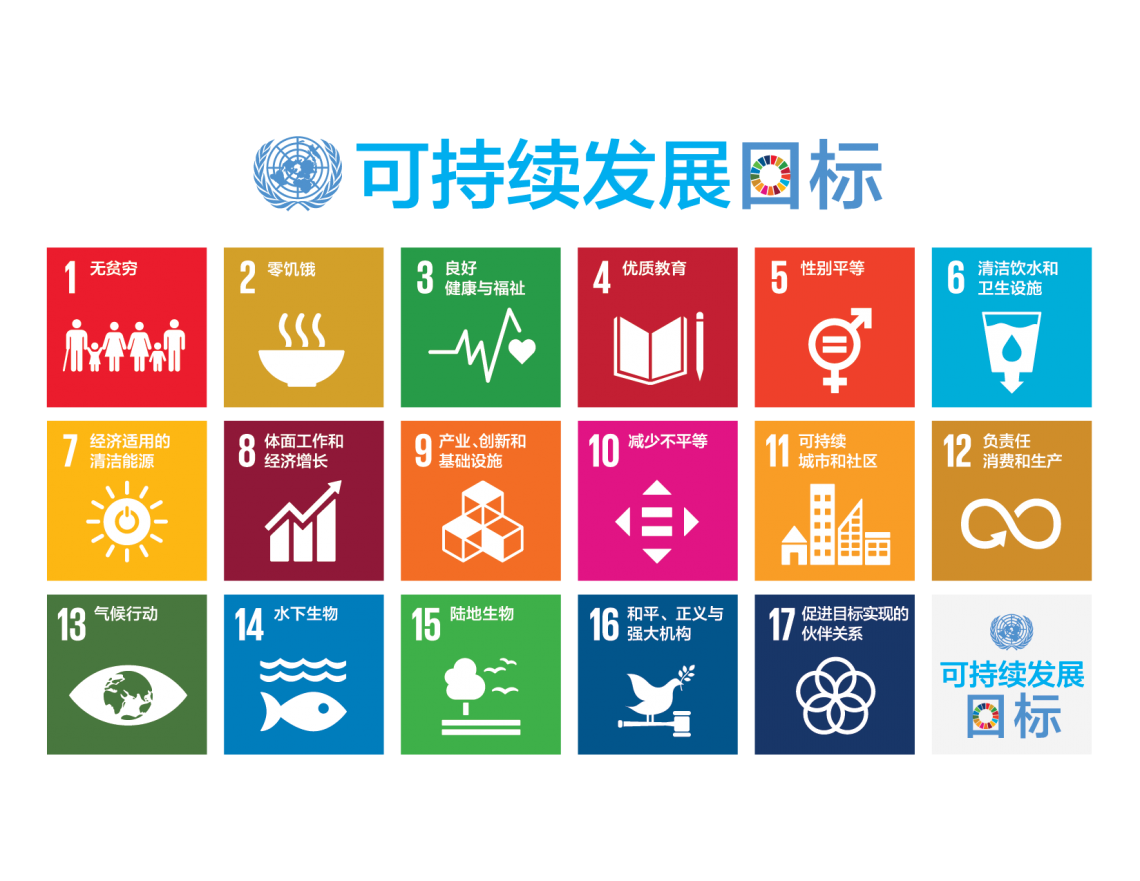 可持续发展目标
1 无贫穷
2 零饥饿
3 良好
健康与福祉
4 优质教育
5 性别平等
6 清洁饮水和
卫生设施
7 经济适用的
清洁能源
8 体面工作和
经济增长
9 产业、创新和
基础设施
10 减少不平等
11 可持续
城市和社区
12 负责任
消费和生产
13 气候行动
14 水下生物
15 陆地生物
16 和平、正义与
强大机构
17 促进目标实现的
伙伴关系
可持续发展
目标